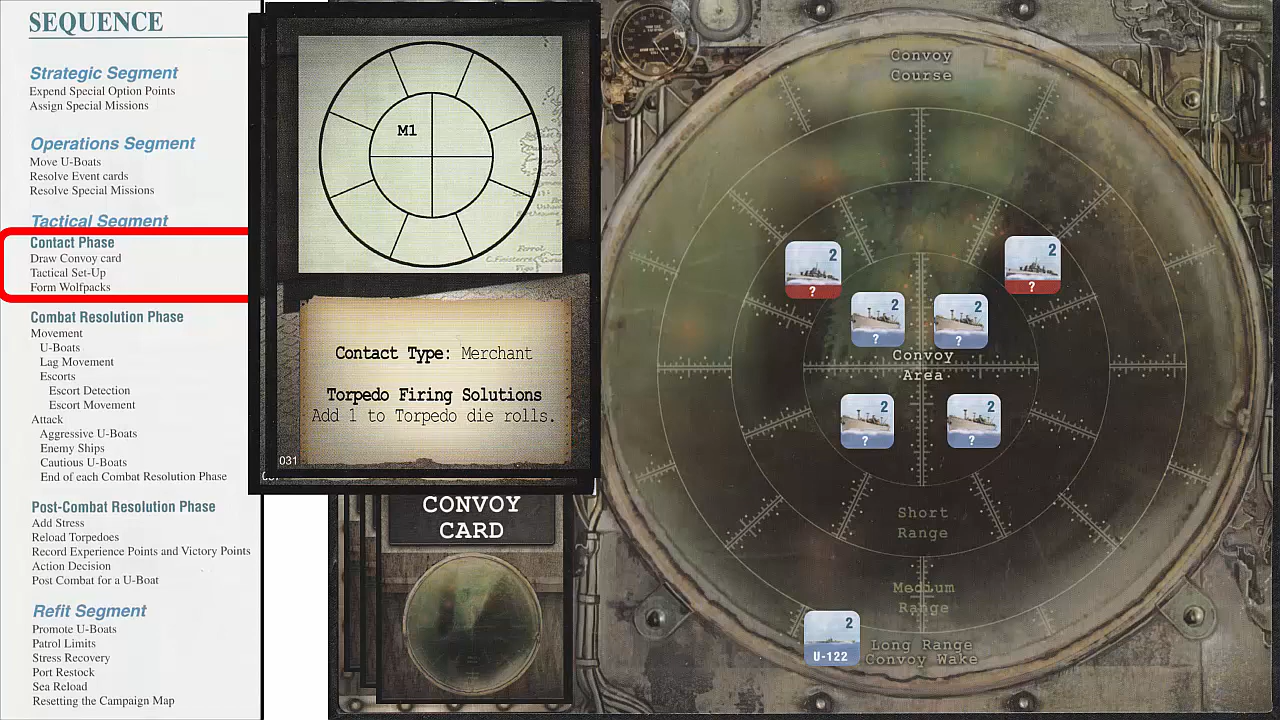 SEQUENCE
Strategic Segment
Expend Special Option Points
Assign Special Missions
Operations Segment
Move U-Boats
Resolve Event cards
Resolve Special Missions
Tactical Segment
Contact Phase
Draw Convoy card
Tactical Set-Up
Form Wolfpacks
Combat Resolution Phase
Movement
U-Boats
Lag Movement
Escorts
Escort Detection
Escort Movement
Attack
Aggressive U-Boats
Enemy Ships
Cautious U-Boats
End of each Combat Resolution Phase
Post-Combat Resolution Phase
Add Stress
Reload Torpedoes
Record Experience Points and Victory Points
Action Decision
Post Combat for a U-Boat
Refit Segment
Promote U-Boats
Patrol Limits
Stress Recovery
Port Restock
Sea Reload
Resetting the Campaign Map
M1
Contact Type: Merchant
Torpedo Firing Solutions
Add 1 to Torpedo die rolls.
031
CONVOY
CARD
Convoy
Course
2
?
2
?
2
?
2
?
Convoy
Area
2
?
2
?
Short
Range
Medium
Range
2
U-122
Long Range
Convoy Wake